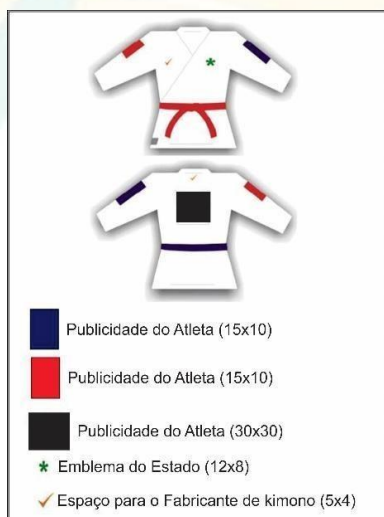 Publicidade do Atleta (15x10)
Publicidade do Atleta (15x10)
Publicidade do Atleta (30x30)
Emblema do Estado (12x8)
Espaço para o Fabricante de kimono (5x4)